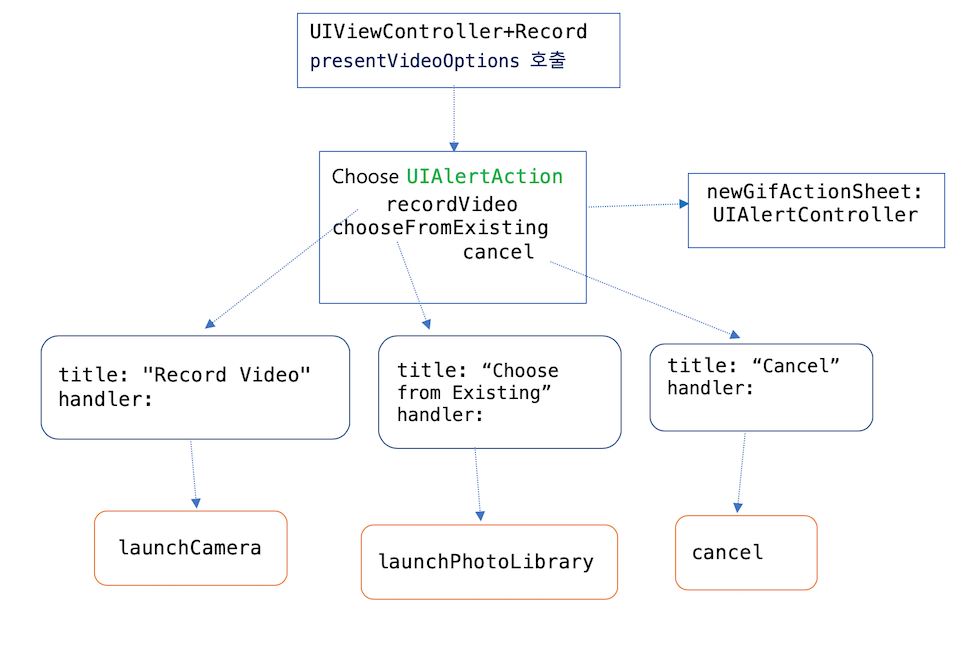 UIViewController+Record
presentVideoOptions 호출
Choose UIAlertAction
recordVideo
chooseFromExisting
cancel
newGifActionSheet:
UIAlertController
title: "Record Video"
handler:
title: “Choose
from Existing”
handler:
title: “Cancel”
handler:
launchCamera
launchPhotoLibrary
cancel